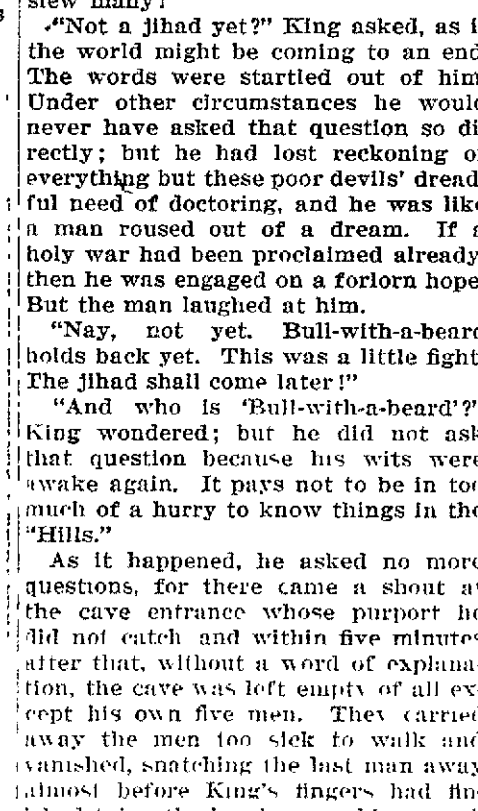 slew many!"
"Not a jihad yet?" King asked, as i
the world might be coming to an end
The words were startled out of him
Under other circumstances he would
never have asked that question so di
rectly; but he had lost reckoning o
everything but these poor devils' dread
ful need of doctoring, and he was like
a man roused out of a dream. If a
holy war had been proclaimed already
then he was engaged on a forlorn hope
But the man laughed at him.
"Nay, not yet. Bull-with-a-beard
holds back yet. This was a little fight
The jihad shall come later!"
"And who is 'Bull-with-a-beard'?"
King wondered; but he did not ask
that question because his wits were
awake again. It pays not to be in too
much of a hurry to know things in the
"Hills."
As it happened, he asked no more
questions, for there came a shout at
the cave entrance whose purport he
did not catch and within five minutes
after that, without a word of explana-
tion, the cave was left empty of all ex-
cept his own five men. They carried
away the men too sick to walk and
vanished, snatching the last man away
almost before King's fingers had fin